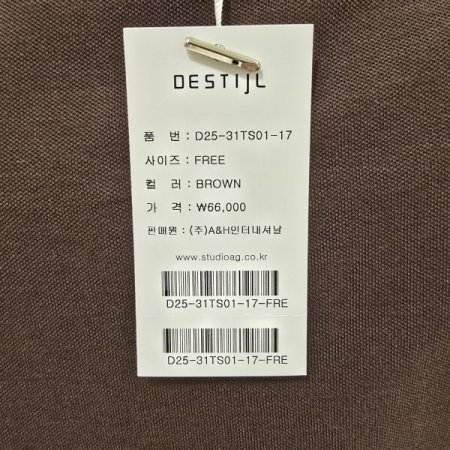 DESTIJL
품 번 : D25-31TS01-17
사이즈 : FREE
컬 러 : BROWN
가 격 : ₩66,000
판매원 : (주)A&H인터내셔날
www.studioag.co.kr
D25-31TS01-17-FRE
D25-31TS01-17-FRE